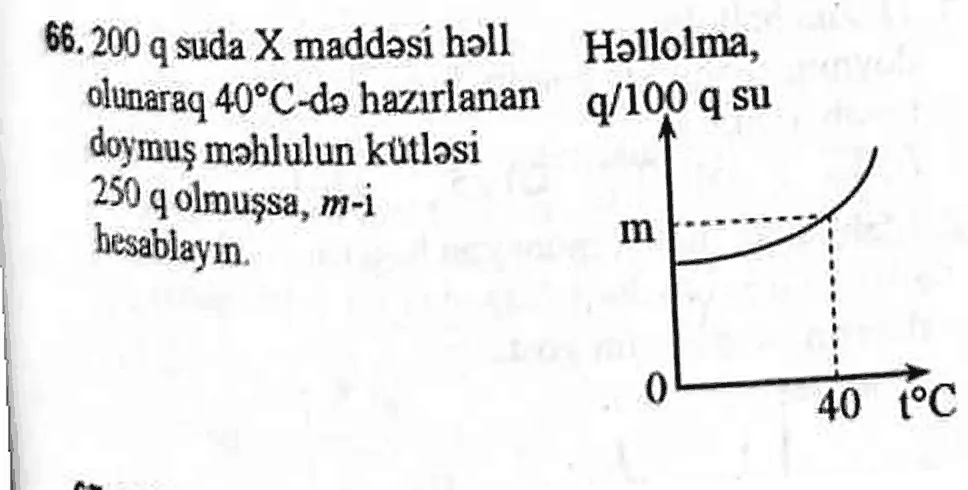 66. 200 q suda X maddəsi həll
olunaraq 40°C-də hazırlanan
doymuş məhlulun kütləsi
250 q olmuşsa, m-i
hesablayın.
Həllolma,
q/100 q su
m
0
40 t°C